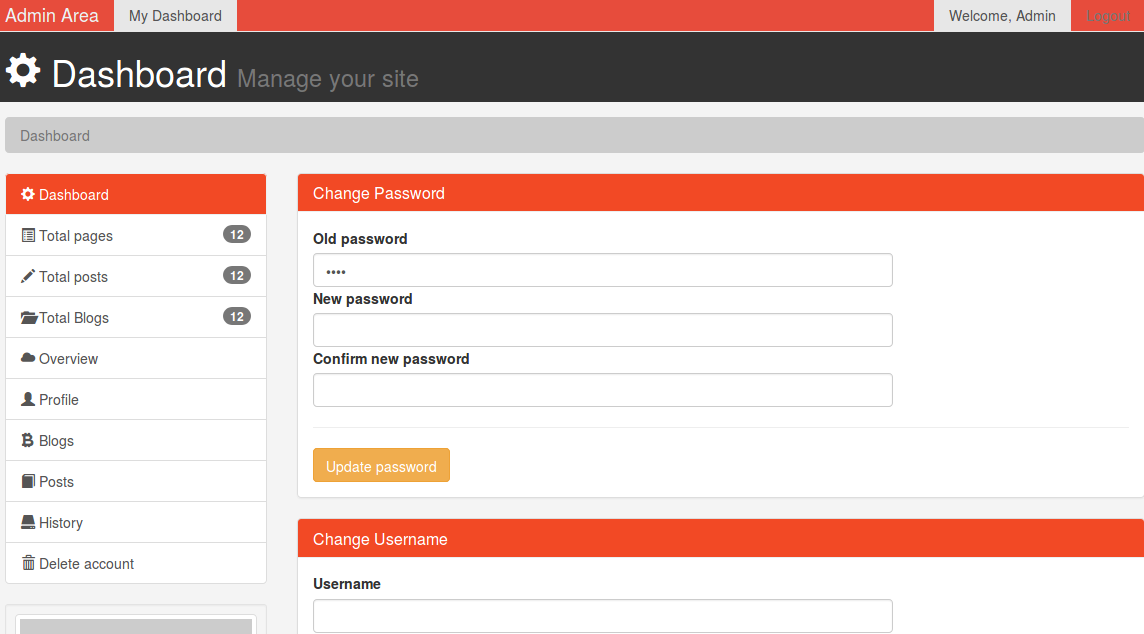 Admin Area My Dashboard Welcome, Admin Logout
Dashboard Manage your site
Dashboard
Dashboard
Total pages 12
Total posts 12
Total Blogs 12
Overview
Profile
Blogs
Posts
History
Delete account
Change Password
Old password
••••
New password
Confirm new password
Update password
Change Username
Username